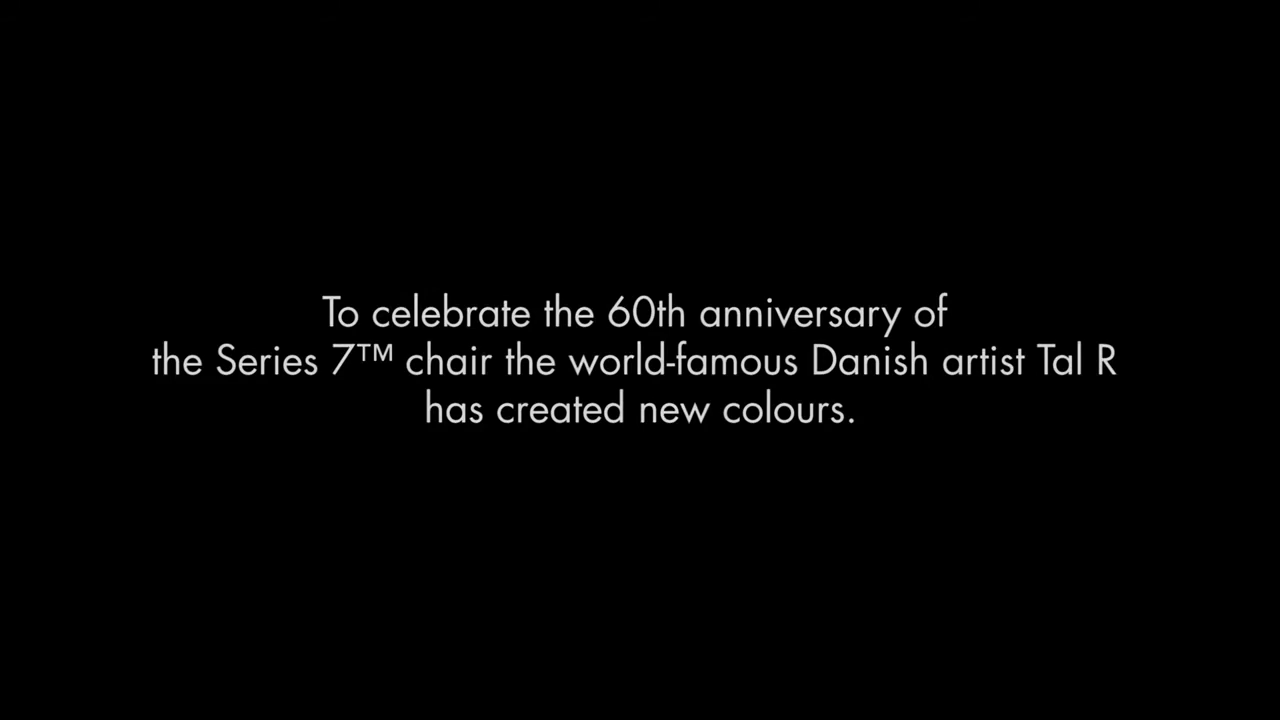 To celebrate the 60th anniversary of
the Series 7™ chair the world-famous Danish artist Tal R
has created new colours.